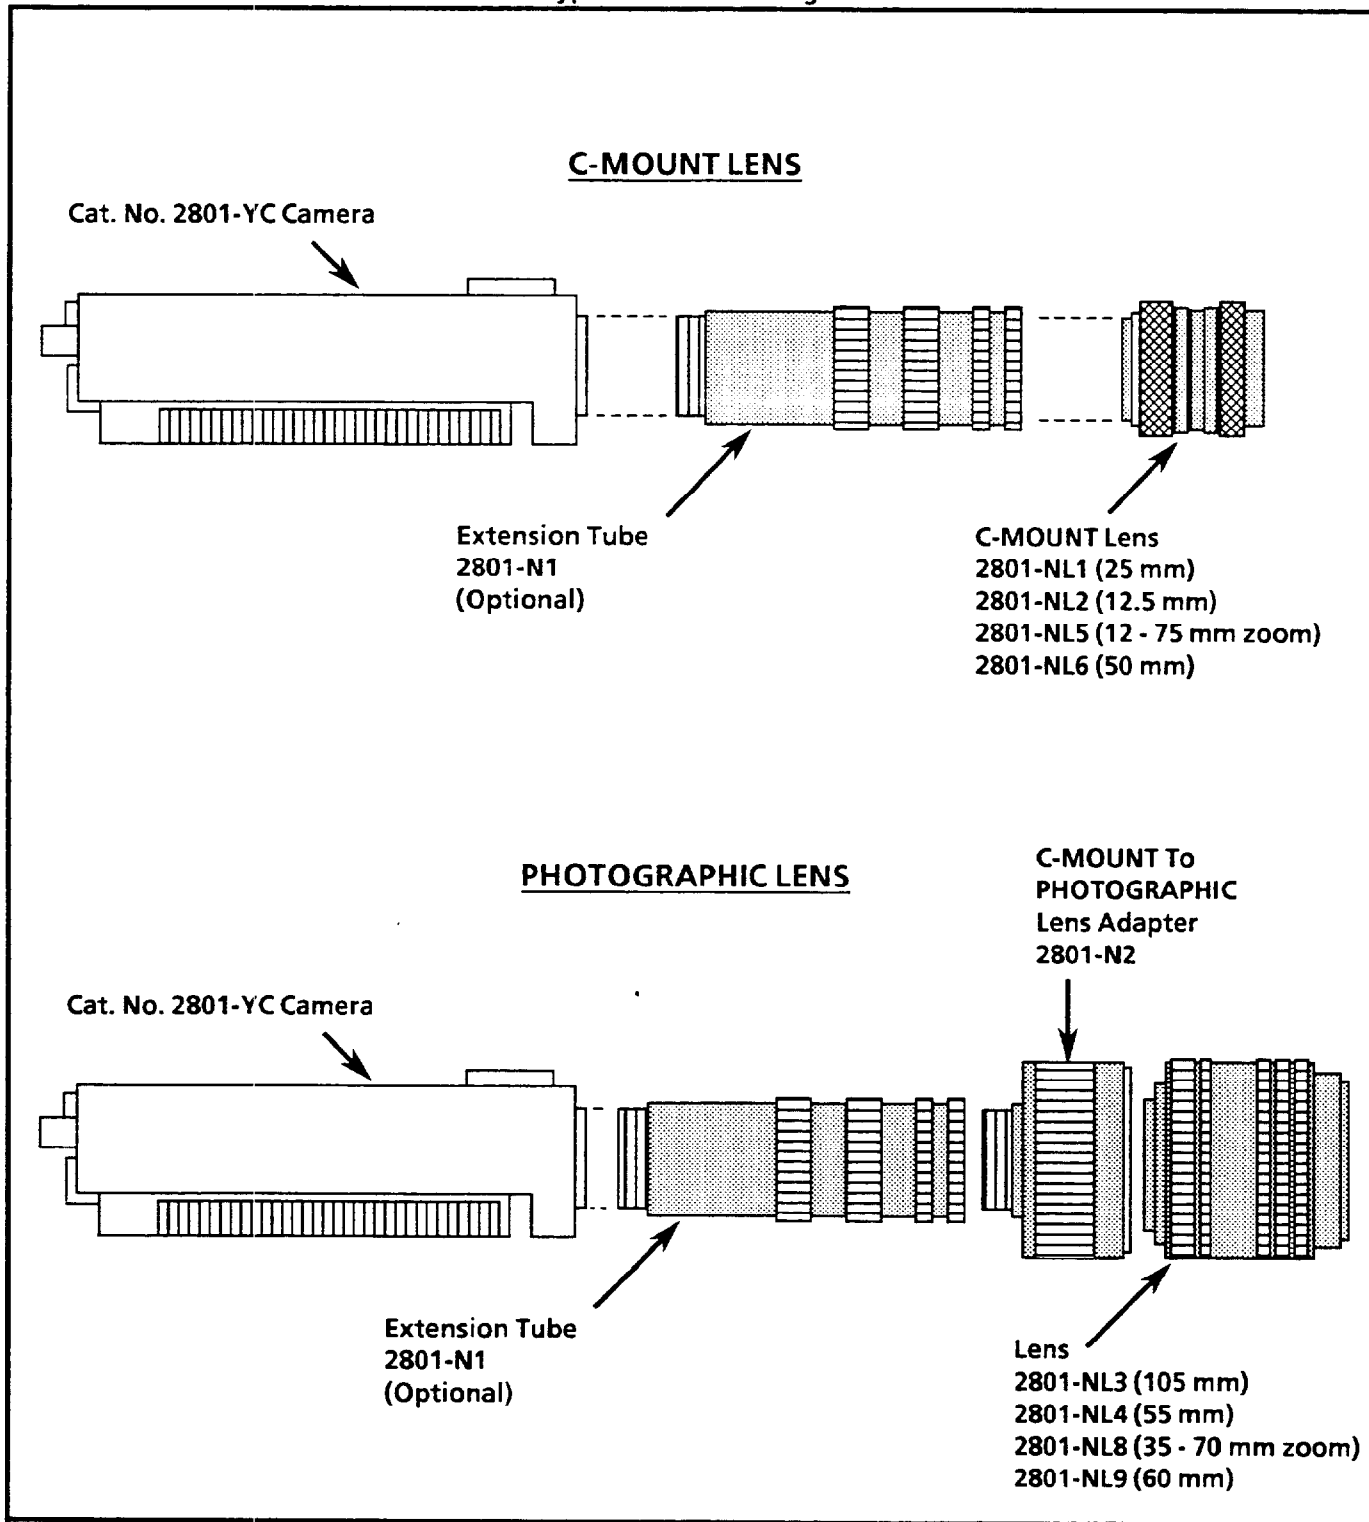 C-MOUNT LENS
Cat. No. 2801-YC Camera
Extension Tube
2801-N1
(Optional)
C-MOUNT Lens
2801-NL1 (25 mm)
2801-NL2 (12.5 mm)
2801-NL5 (12 - 75 mm zoom)
2801-NL6 (50 mm)
PHOTOGRAPHIC LENS
C-MOUNT To
PHOTOGRAPHIC
Lens Adapter
2801-N2
Cat. No. 2801-YC Camera
Extension Tube
2801-N1
(Optional)
Lens
2801-NL3 (105 mm)
2801-NL4 (55 mm)
2801-NL8 (35 - 70 mm zoom)
2801-NL9 (60 mm)